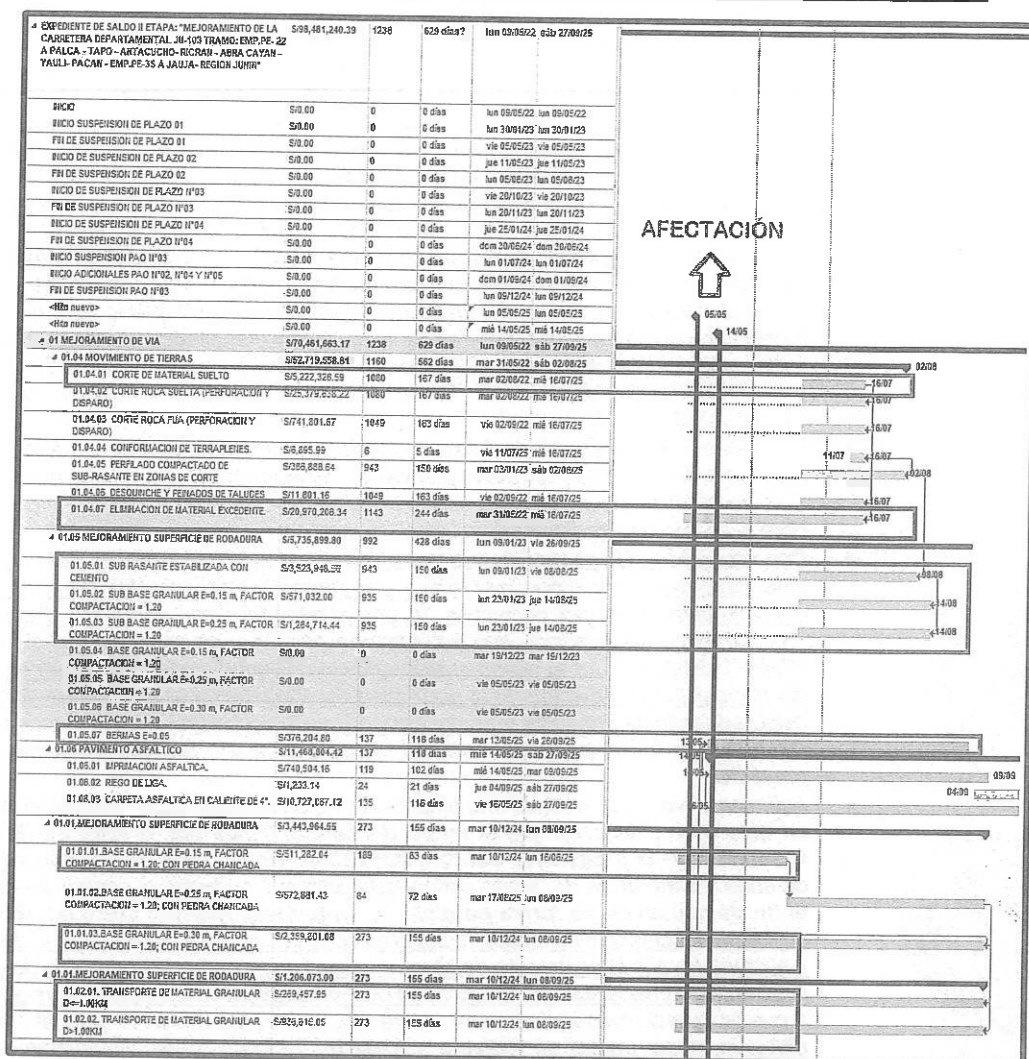 EXPEDIENTE DE SALDO II ETAPA: "MEJORAMIENTO DE LA S/98,481,240.39 1238 629 días? lun 09/05/22 sáb 27/09/25
CARRETERA DEPARTAMENTAL JU-103 TRAMO: EMP.PE- 22
A PALCA - TAPO - ANTACUCHO- RICRAN - ABRA CAYAN -
YAULI- PACAN - EMP.PE-3S A JAUJA- REGION JUNIN"
INICIO S/0.00 0 0 días lun 09/05/22 lun 09/05/22
INICIO SUSPENSION DE PLAZO 01 S/0.00 0 0 días lun 30/01/23 lun 30/01/23
FIN DE SUSPENSION DE PLAZO 01 S/0.00 0 0 días vie 05/05/23 vie 05/05/23
INICIO DE SUSPENSION DE PLAZO 02 S/0.00 0 0 días jue 11/05/23 jue 11/05/23
FIN DE SUSPENSION DE PLAZO 02 S/0.00 0 0 días lun 05/06/23 lun 05/06/23
INICIO DE SUSPENSION DE PLAZO N°03 S/0.00 0 0 días vie 20/10/23 vie 20/10/23
FIN DE SUSPENSION DE PLAZO N°03 S/0.00 0 0 días lun 20/11/23 lun 20/11/23
INICIO DE SUSPENSION DE PLAZO N°04 S/0.00 0 0 días jue 25/01/24 jue 25/01/24
FIN DE SUSPENSION DE PLAZO N°04 S/0.00 0 0 días dom 30/06/24 dom 30/06/24
INICIO SUSPENSION PAO N°03 S/0.00 0 0 días lun 01/07/24 lun 01/07/24
INICIO ADICIONALES PAO N°02, N°04 Y N°05 S/0.00 0 0 días dom 01/09/24 dom 01/09/24
FIN DE SUSPENSION PAO N°03 S/0.00 0 0 días lun 09/12/24 lun 09/12/24
<Hito nuevo> S/0.00 0 0 días lun 05/05/25 lun 05/05/25
<Hito nuevo> S/0.00 0 0 días mié 14/05/25 mié 14/05/25
AFECTACIÓN
05/05
14/05
01 MEJORAMIENTO DE VIA S/70,461,663.17 1238 629 días lun 09/05/22 sáb 27/09/25
01.04 MOVIMIENTO DE TIERRAS S/52,719,558.61 1160 562 días mar 31/05/22 sáb 02/08/25 02/08
01.04.01 CORTE DE MATERIAL SUELTO S/5,222,326.59 1080 167 días mar 02/08/22 mié 16/07/25 16/07
01.04.02 CORTE ROCA SUELTA (PERFORACION Y S/25,379,638.22 1080 167 días mar 02/08/22 mié 16/07/25 16/07
DISPARO)
01.04.03 CORTE ROCA FIJA (PERFORACION Y S/741,801.67 1049 163 días vie 02/09/22 mié 16/07/25 16/07
DISPARO)
01.04.04 CONFORMACION DE TERRAPLENES. S/6,895.99 6 5 días vie 11/07/25 mié 16/07/25 11/07 16/07
01.04.05 PERFILADO COMPACTADO DE S/386,888.64 943 150 días mar 03/01/23 sáb 02/08/25 02/08
SUB-RASANTE EN ZONAS DE CORTE
01.04.06 DESQUINCHE Y PEINADOS DE TALUDES S/11,801.16 1049 163 días vie 02/09/22 mié 16/07/25 16/07
01.04.07 ELIMINACION DE MATERIAL EXCEDENTE. S/20,970,206.34 1143 244 días mar 31/05/22 mié 16/07/25 16/07
01.05 MEJORAMIENTO SUPERFICIE DE RODADURA S/5,735,899.80 992 428 días lun 09/01/23 vie 26/09/25
01.05.01 SUB RASANTE ESTABILIZADA CON S/3,523,948.56 943 150 días lun 09/01/23 vie 08/08/25 08/08
CEMENTO
01.05.02 SUB BASE GRANULAR E=0.15 m, FACTOR S/571,032.00 935 150 días lun 23/01/23 jue 14/08/25 14/08
COMPACTACION = 1.20
01.05.03 SUB BASE GRANULAR E=0.25 m, FACTOR S/1,264,714.44 935 150 días lun 23/01/23 jue 14/08/25 14/08
COMPACTACION = 1.20
01.05.04 BASE GRANULAR E=0.15 m, FACTOR S/0.00 0 0 días mar 19/12/23 mar 19/12/23
COMPACTACION = 1.20
01.05.05 BASE GRANULAR E=0.25 m, FACTOR S/0.00 0 0 días vie 05/05/23 vie 05/05/23
COMPACTACION = 1.20
01.05.06 BASE GRANULAR E=0.30 m, FACTOR S/0.00 0 0 días vie 05/05/23 vie 05/05/23
COMPACTACION = 1.20
01.05.07 BERMAS E=0.05 S/376,204.80 137 118 días mar 13/05/25 vie 26/09/25 13/05
01.06 PAVIMENTO ASFALTICO S/11,468,804.42 137 118 días mié 14/05/25 sáb 27/09/25 14/05
01.06.01 IMPRIMACION ASFALTICA. S/740,504.16 119 102 días mié 14/05/25 mar 09/09/25 09/09
01.06.02 RIEGO DE LIGA. S/1,233.14 24 21 días jue 04/09/25 sáb 27/09/25 04/09
01.06.03 CARPETA ASFALTICA EN CALIENTE DE 4". S/10,727,067.12 135 116 días vie 16/05/25 sáb 27/09/25
01.01.MEJORAMIENTO SUPERFICIE DE RODADURA S/3,443,964.55 273 155 días mar 10/12/24 lun 08/09/25
01.01.01.BASE GRANULAR E=0.15 m, FACTOR S/511,282.04 189 83 días mar 10/12/24 lun 16/06/25
COMPACTACION = 1.20; CON PIEDRA CHANCADA
01.01.02.BASE GRANULAR E=0.25 m, FACTOR S/572,881.43 84 72 días mar 17/06/25 lun 08/09/25
COMPACTACION = 1.20; CON PIEDRA CHANCADA
01.01.03.BASE GRANULAR E=0.30 m, FACTOR S/2,359,801.08 273 155 días mar 10/12/24 lun 08/09/25
COMPACTACION = 1.20; CON PIEDRA CHANCADA
01.01.MEJORAMIENTO SUPERFICIE DE RODADURA S/1,206,073.00 273 155 días mar 10/12/24 lun 08/09/25
01.02.01. TRANSPORTE DE MATERIAL GRANULAR S/269,457.95 273 155 días mar 10/12/24 lun 08/09/25
D<=1.00KM
01.02.02. TRANSPORTE DE MATERIAL GRANULAR 273 155 días mar 10/12/24 lun 08/09/25
D>1.00KM